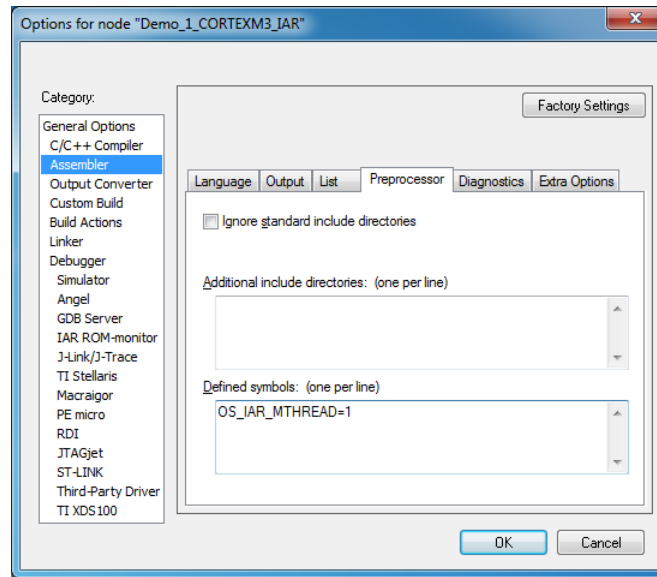 Options for node "Demo_1_CORTEXM3_IAR"
x
Category:
Factory Settings
General Options
C/C++ Compiler
Assembler
Output Converter
Custom Build
Build Actions
Linker
Debugger
Simulator
Angel
GDB Server
IAR ROM-monitor
J-Link/J-Trace
TI Stellaris
Macraigor
PE micro
RDI
JTAGjet
ST-LINK
Third-Party Driver
TI XDS100
Language Output List Preprocessor Diagnostics Extra Options
Ignore standard include directories
Additional include directories: (one per line)
Defined symbols: (one per line)
OS_IAR_MTHREAD=1
OK Cancel